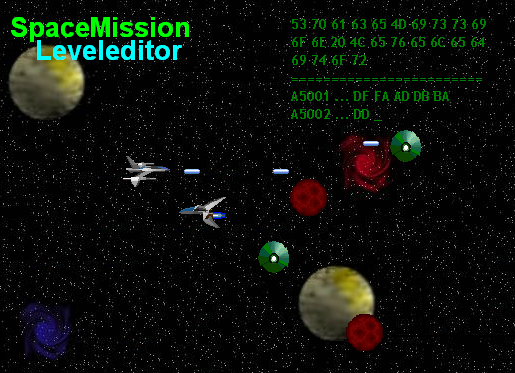 SpaceMission
Leveleditor
53 70 61 63 65 4D 69 73 73 69
6F 6E 20 4C 65 76 65 6C 65 64
69 74 6F 72
========================
A5001 ... DF FA AD DB BA
A5002 ... DD _